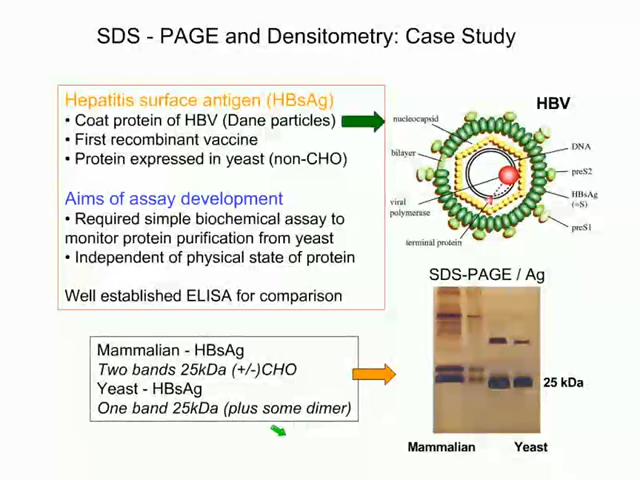 SDS - PAGE and Densitometry: Case Study
Hepatitis surface antigen (HBsAg)
• Coat protein of HBV (Dane particles)
• First recombinant vaccine
• Protein expressed in yeast (non-CHO)
Aims of assay development
• Required simple biochemical assay to
monitor protein purification from yeast
• Independent of physical state of protein
Well established ELISA for comparison
HBV
nucleocapsid
DNA
bilayer
preS2
HBsAg
(=S)
viral
polymerase
preS1
terminal protein
SDS-PAGE / Ag
Mammalian - HBsAg
Two bands 25kDa (+/-)CHO
Yeast - HBsAg
One band 25kDa (plus some dimer)
25 kDa
Mammalian
Yeast